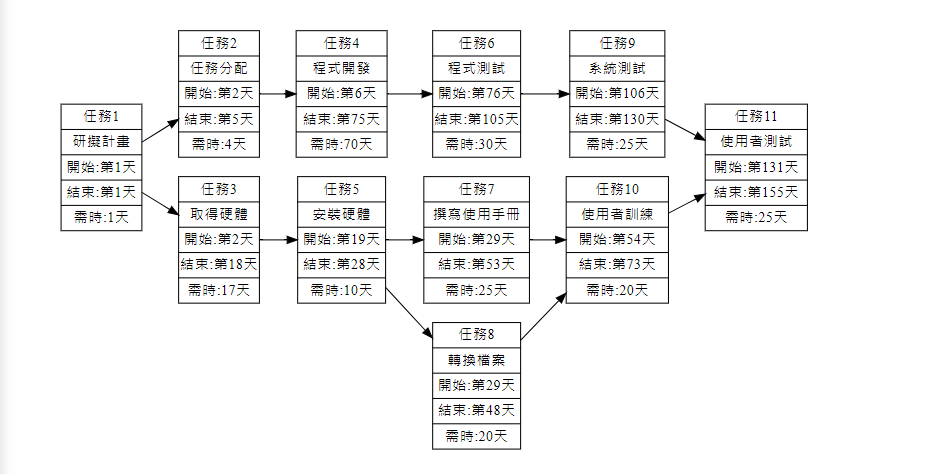 任務1
研擬計畫
開始:第1天
結束:第1天
需時:1天
任務2
任務分配
開始:第2天
結束:第5天
需時:4天
任務4
程式開發
開始:第6天
結束:第75天
需時:70天
任務6
程式測試
開始:第76天
結束:第105天
需時:30天
任務9
系統測試
開始:第106天
結束:第130天
需時:25天
任務3
取得硬體
開始:第2天
結束:第18天
需時:17天
任務5
安裝硬體
開始:第19天
結束:第28天
需時:10天
任務7
撰寫使用手冊
開始:第29天
結束:第53天
需時:25天
任務10
使用者訓練
開始:第54天
結束:第73天
需時:20天
任務8
轉換檔案
開始:第29天
結束:第48天
需時:20天
任務11
使用者測試
開始:第131天
結束:第155天
需時:25天